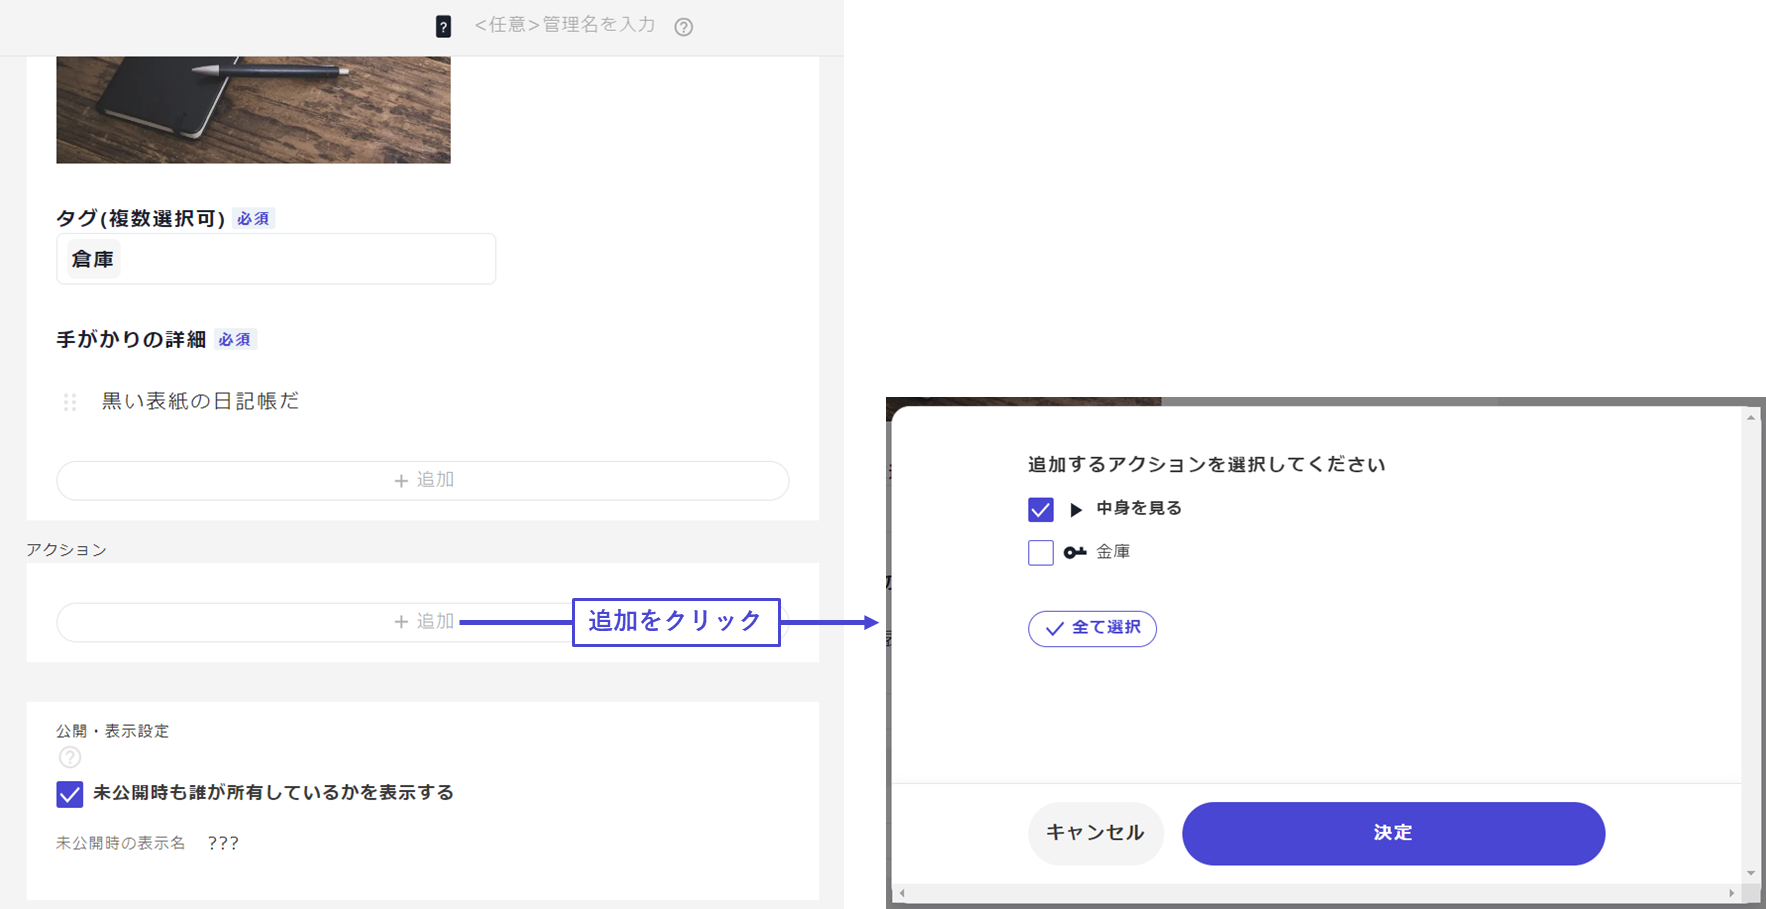 <任意>管理名を入力
タグ(複数選択可) 必須
倉庫
手がかりの詳細 必須
黒い表紙の日記帳だ
+ 追加
アクション
+ 追加
追加をクリック
公開・表示設定
?
未公開時も誰が所有しているかを表示する
未公開時の表示名 ???
追加するアクションを選択してください
中身を見る
金庫
全て選択
キャンセル
決定